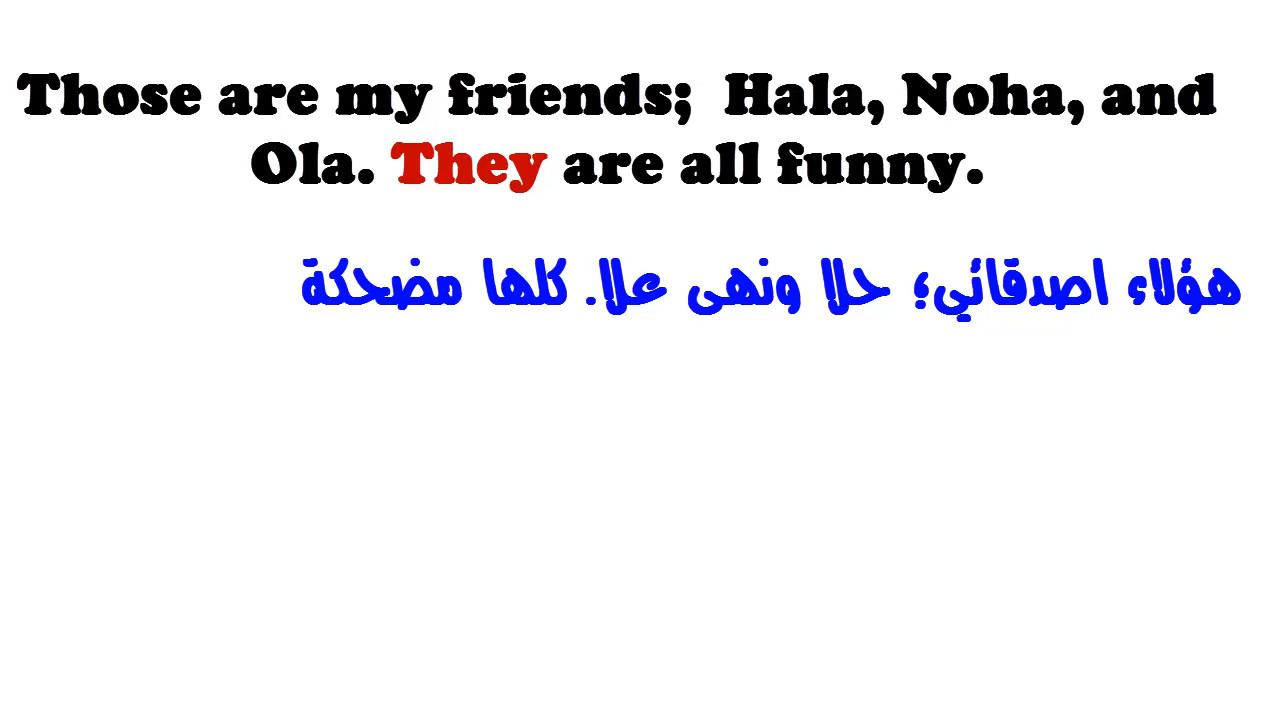 Those are my friends;  Hala, Noha, and
Ola. They are all funny.
هؤلاء اصدقائي؛ حلا ونهى علا. كلها مضحكة